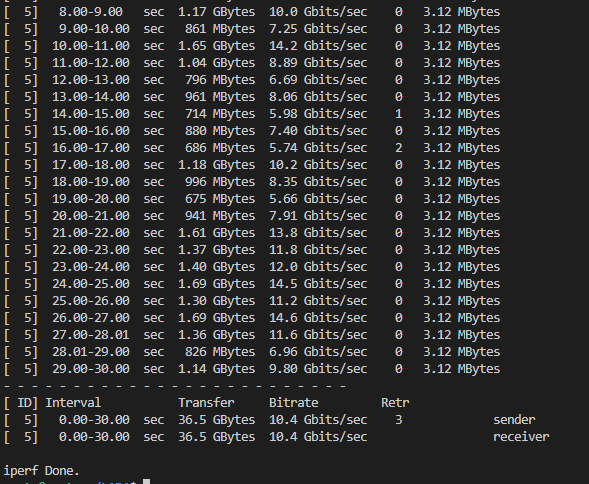 [  5]   8.00-9.00   sec  1.17 GBytes  10.0 Gbits/sec    0   3.12 MBytes
[  5]   9.00-10.00  sec   861 MBytes  7.25 Gbits/sec    0   3.12 MBytes
[  5]  10.00-11.00  sec  1.65 GBytes  14.2 Gbits/sec    0   3.12 MBytes
[  5]  11.00-12.00  sec  1.04 GBytes  8.89 Gbits/sec    0   3.12 MBytes
[  5]  12.00-13.00  sec   796 MBytes  6.69 Gbits/sec    0   3.12 MBytes
[  5]  13.00-14.00  sec   961 MBytes  8.06 Gbits/sec    0   3.12 MBytes
[  5]  14.00-15.00  sec   714 MBytes  5.98 Gbits/sec    1   3.12 MBytes
[  5]  15.00-16.00  sec   880 MBytes  7.40 Gbits/sec    0   3.12 MBytes
[  5]  16.00-17.00  sec   686 MBytes  5.74 Gbits/sec    2   3.12 MBytes
[  5]  17.00-18.00  sec  1.18 GBytes  10.2 Gbits/sec    0   3.12 MBytes
[  5]  18.00-19.00  sec   996 MBytes  8.35 Gbits/sec    0   3.12 MBytes
[  5]  19.00-20.00  sec   675 MBytes  5.66 Gbits/sec    0   3.12 MBytes
[  5]  20.00-21.00  sec   941 MBytes  7.91 Gbits/sec    0   3.12 MBytes
[  5]  21.00-22.00  sec  1.61 GBytes  13.8 Gbits/sec    0   3.12 MBytes
[  5]  22.00-23.00  sec  1.37 GBytes  11.8 Gbits/sec    0   3.12 MBytes
[  5]  23.00-24.00  sec  1.40 GBytes  12.0 Gbits/sec    0   3.12 MBytes
[  5]  24.00-25.00  sec  1.69 GBytes  14.5 Gbits/sec    0   3.12 MBytes
[  5]  25.00-26.00  sec  1.30 GBytes  11.2 Gbits/sec    0   3.12 MBytes
[  5]  26.00-27.00  sec  1.69 GBytes  14.6 Gbits/sec    0   3.12 MBytes
[  5]  27.00-28.01  sec  1.36 GBytes  11.6 Gbits/sec    0   3.12 MBytes
[  5]  28.01-29.00  sec   826 MBytes  6.96 Gbits/sec    0   3.12 MBytes
[  5]  29.00-30.00  sec  1.14 GBytes  9.80 Gbits/sec    0   3.12 MBytes
- - - - - - - - - - - - - - - - - - - - - - - - -
[ ID] Interval           Transfer     Bitrate         Retr
[  5]   0.00-30.00  sec  36.5 GBytes  10.4 Gbits/sec    3             sender
[  5]   0.00-30.00  sec  36.5 GBytes  10.4 Gbits/sec                  receiver
iperf Done.